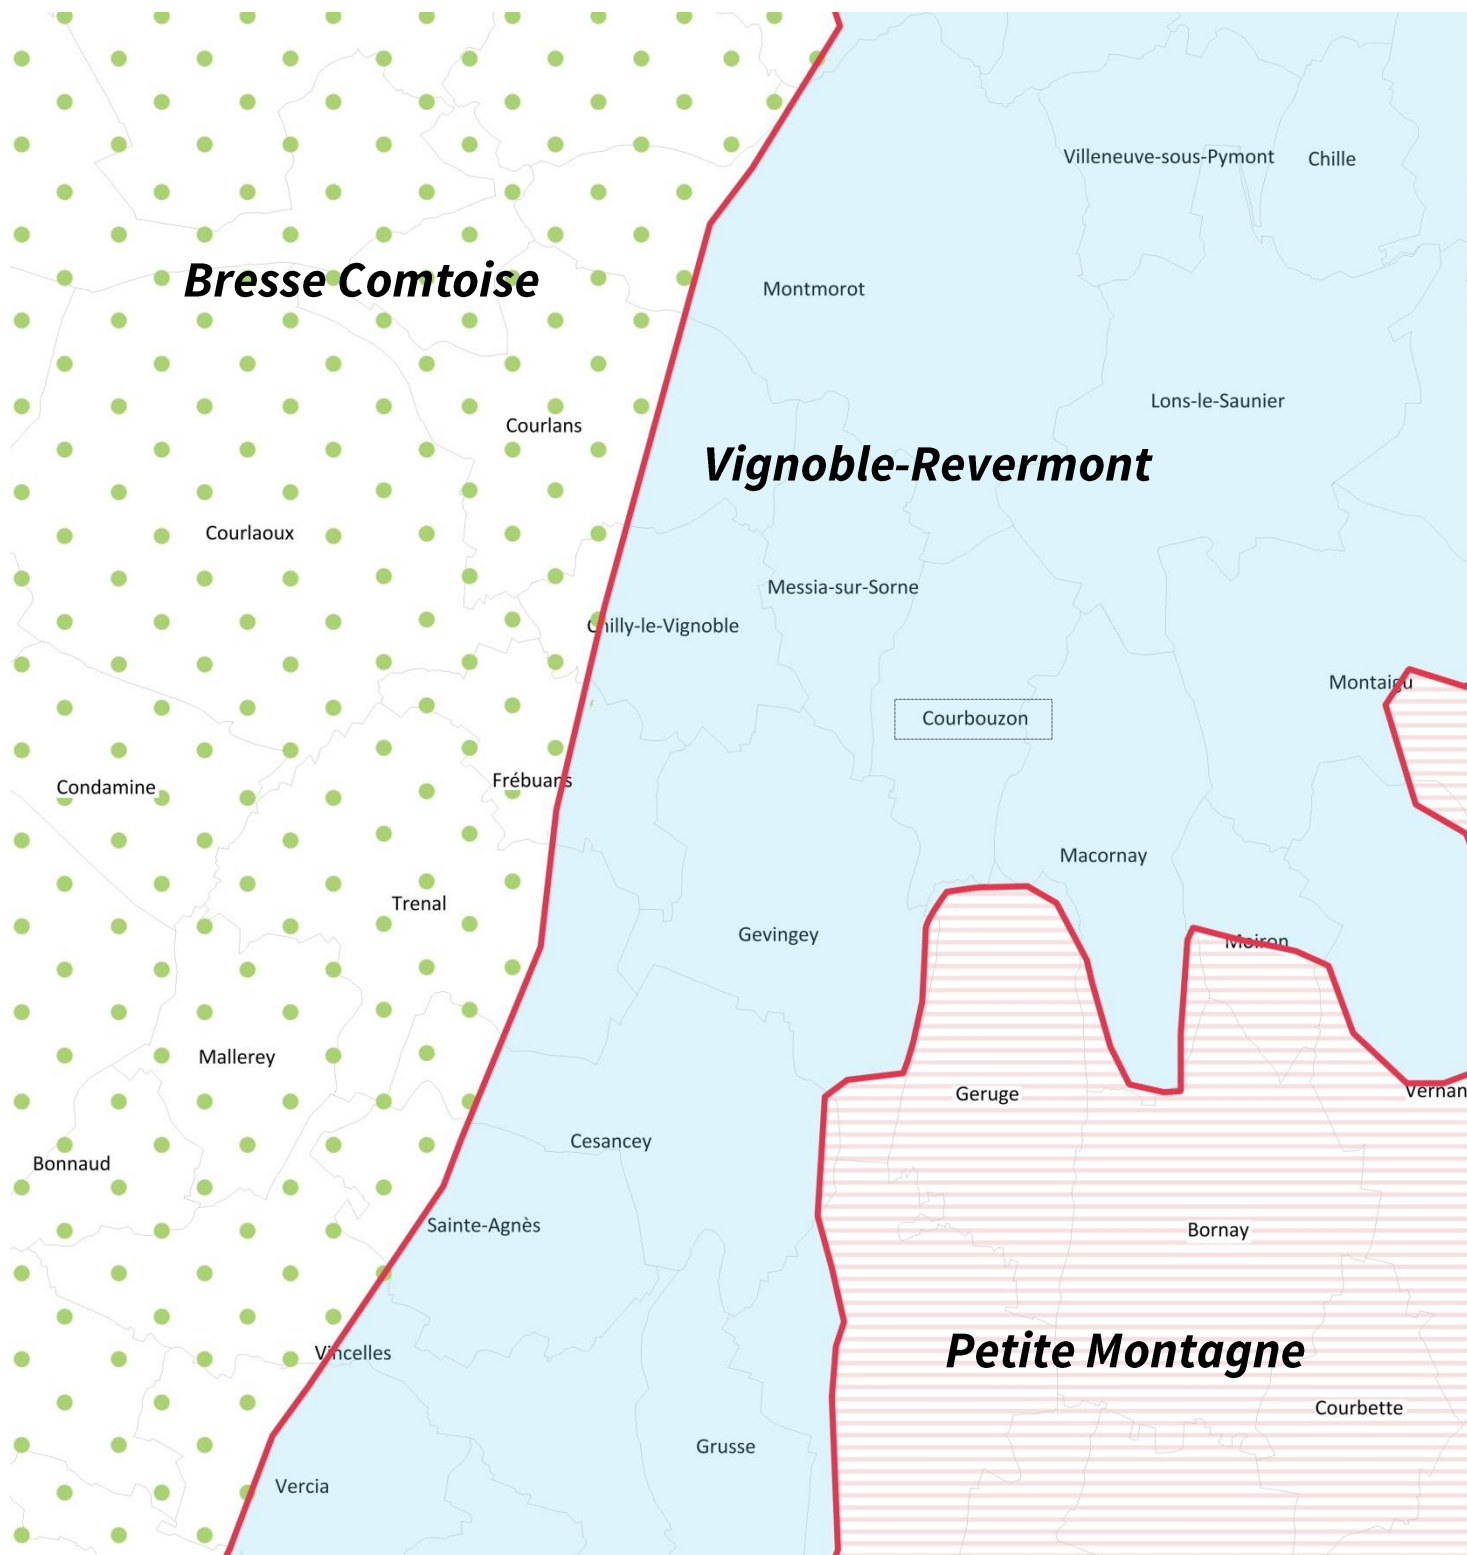 Villeneuve-sous-Pymont
Chille
Bresse Comtoise
Montmorot
Lons-le-Saunier
Courlans
Vignoble-Revermont
Courlaoux
Messia-sur-Sorne
Chilly-le-Vignoble
Montaigu
Courbouzon
Frébuans
Condamine
Macornay
Trenal
Gevingey
Moiron
Mallerey
Geruge
Vernan
Cesancey
Bonnaud
Sainte-Agnès
Bornay
Vincelles
Petite Montagne
Courbette
Grusse
Vercia